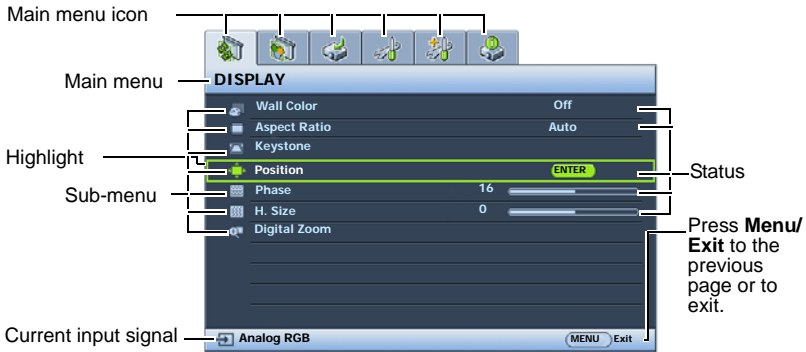 Main menu icon
Main menu
DISPLAY
Wall Color Off
Aspect Ratio Auto
Keystone
Highlight
Position ENTER
Status
Sub-menu
Phase 16
H. Size 0
Digital Zoom
Press Menu/
Exit to the
previous
page or to
exit.
Current input signal
Analog RGB
MENU Exit